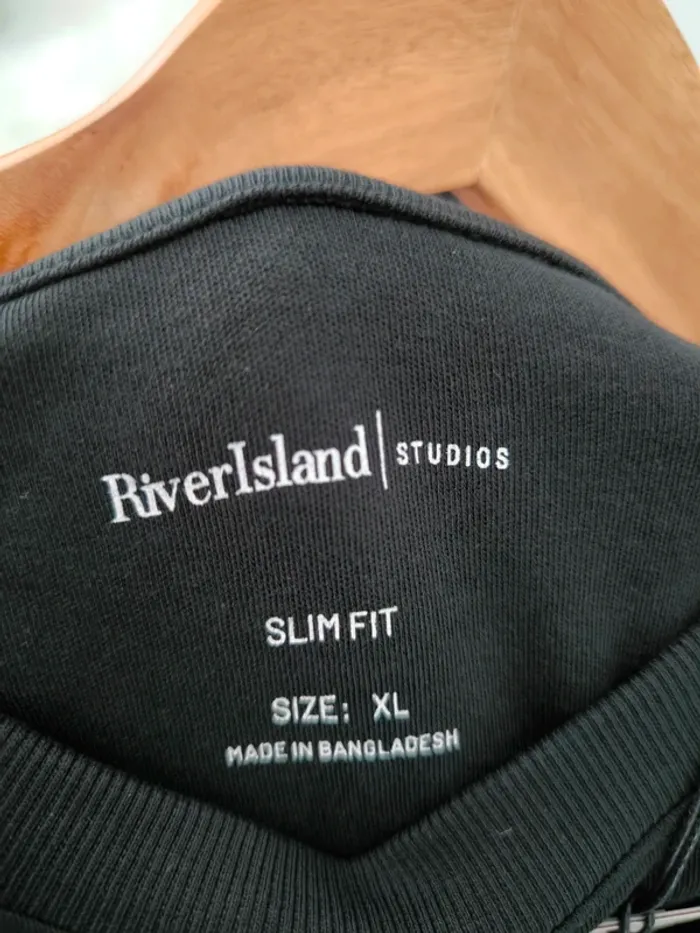 RiverIsland | STUDIOS
SLIM FIT
SIZE: XL
MADE IN BANGLADESH